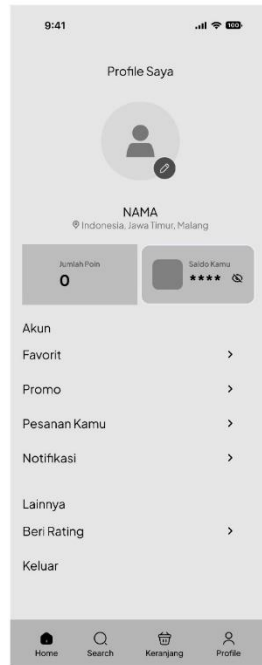 9:41
100
Profile Saya
NAMA
Indonesia, Jawa Timur, Malang
Jumlah Poin
0
Saldo Kamu
****
Akun
Favorit
Promo
Pesanan Kamu
Notifikasi
Lainnya
Beri Rating
Keluar
Home Search Keranjang Profile